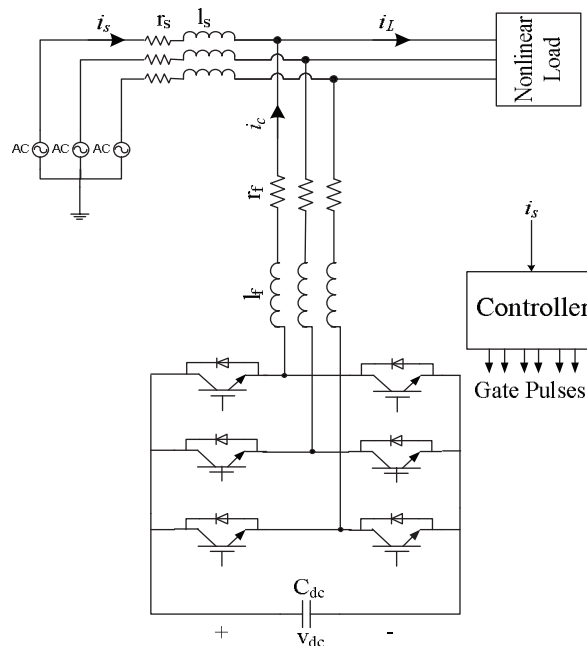 i_s r_s l_s i_L
Nonlinear
Load
AC AC AC
i_c
r_f
l_f
i_s
Controller
Gate Pulses
C_dc
+ v_dc -